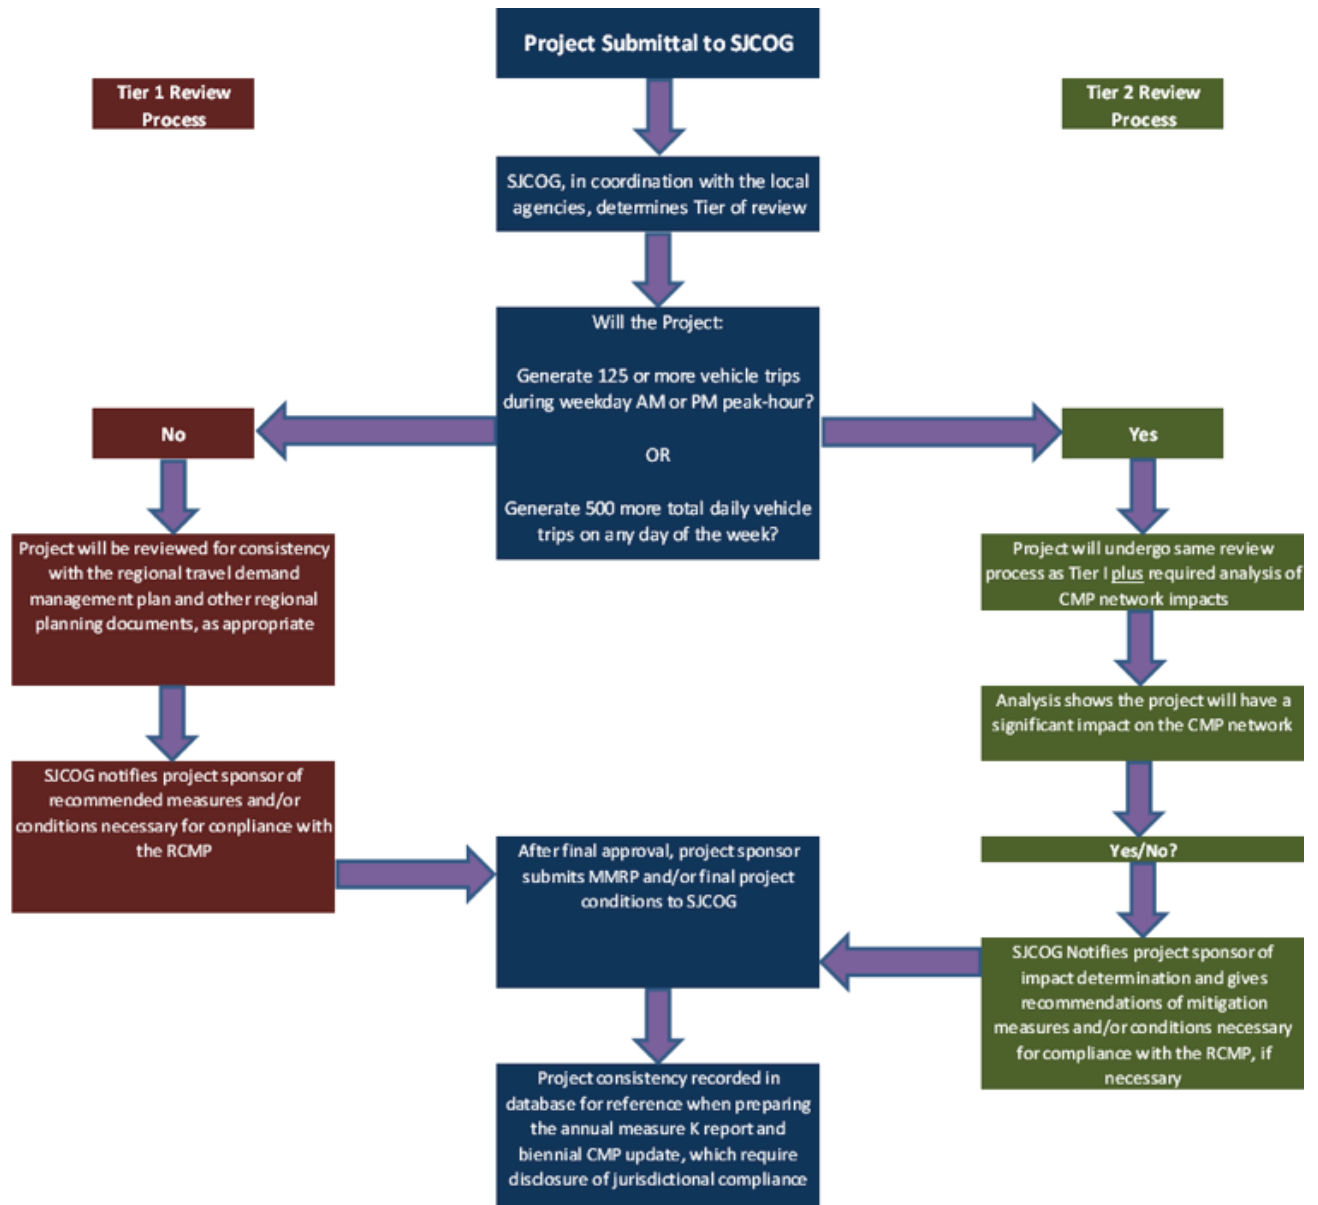 Project Submittal to SJCOG
Tier 1 Review
Process
Tier 2 Review
Process
SJCOG, in coordination with the local
agencies, determines Tier of review
Will the Project:
Generate 125 or more vehicle trips
during weekday AM or PM peak-hour?
OR
Generate 500 more total daily vehicle
trips on any day of the week?
No
Yes
Project will be reviewed for consistency
with the regional travel demand
management plan and other regional
planning documents, as appropriate
Project will undergo same review
process as Tier I plus required analysis of
CMP network impacts
Analysis shows the project will have a
significant impact on the CMP network
SJCOG notifies project sponsor of
recommended measures and/or
conditions necessary for conpliance with
the RCMP
Yes/No?
After final approval, project sponsor
submits MMRP and/or final project
conditions to SJCOG
SJCOG Notifies project sponsor of
impact determination and gives
recommendations of mitigation
measures and/or conditions necessary
for compliance with the RCMP, if
necessary
Project consistency recorded in
database for reference when preparing
the annual measure K report and
biennial CMP update, which require
disclosure of jurisdictional compliance